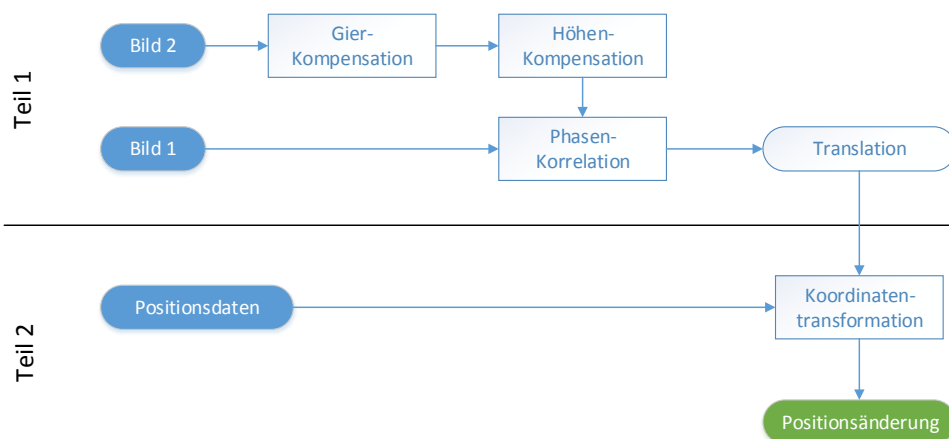 Teil 1
Bild 2
Gier-
Kompensation
Höhen-
Kompensation
Bild 1
Phasen-
Korrelation
Translation
Teil 2
Positionsdaten
Koordinaten-
transformation
Positionsänderung